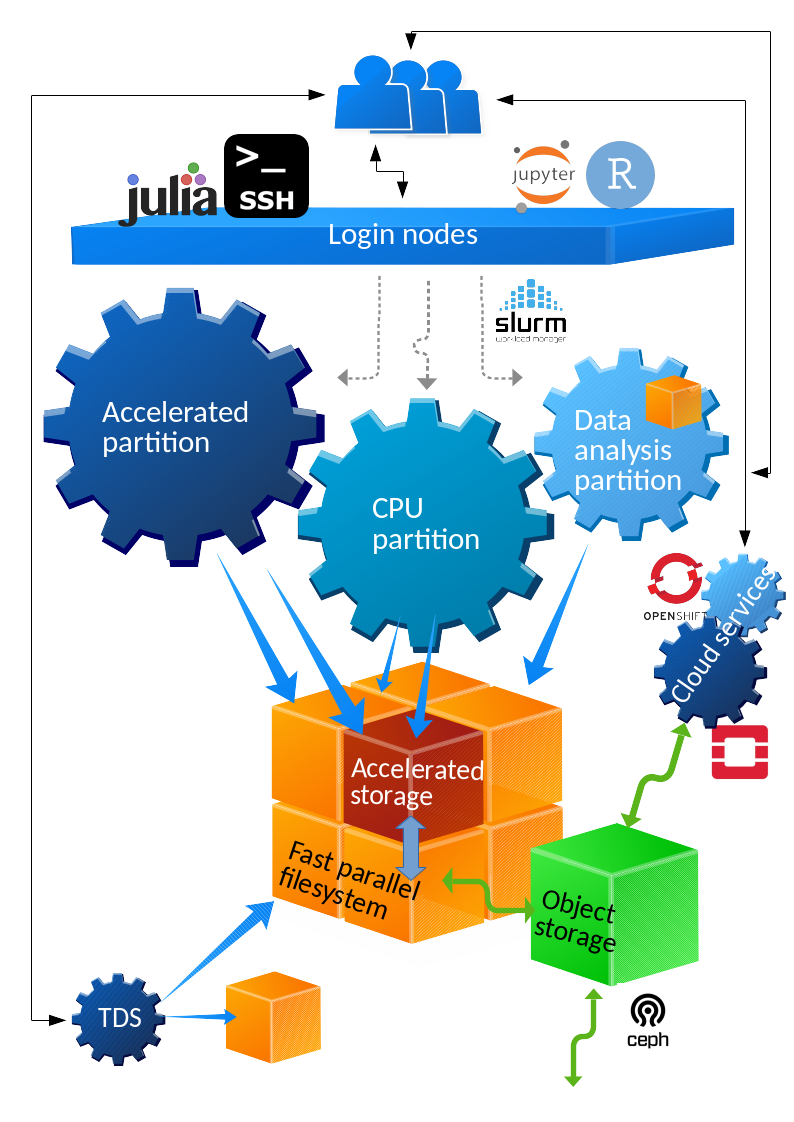 julia
>_
SSH
jupyter
R
Login nodes
slurm
workload manager
Accelerated
partition
Data
analysis
partition
CPU
partition
OPENSHIFT
Cloud services
Accelerated
storage
Fast parallel
filesystem
Object
storage
TDS
ceph